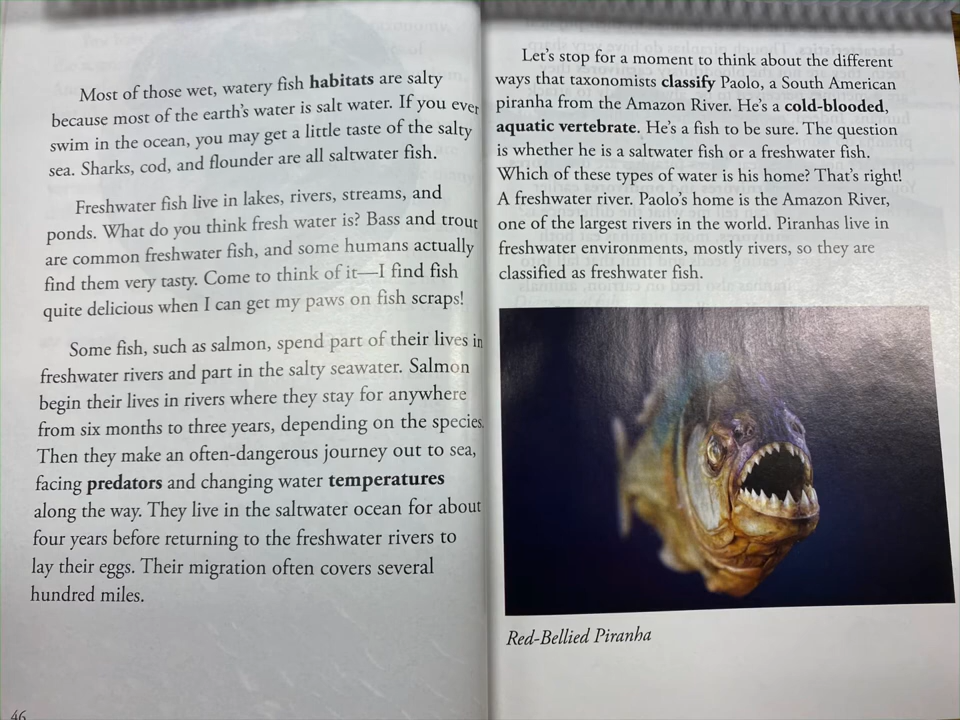 Most of those wet, watery fish habitats are salty
because most of the earth's water is salt water. If you ever
swim in the ocean, you may get a little taste of the salty
sea. Sharks, cod, and flounder are all saltwater fish.
Freshwater fish live in lakes, rivers, streams, and
ponds. What do you think fresh water is? Bass and trout
are common freshwater fish, and some humans actually
find them very tasty. Come to think of it—I find fish
quite delicious when I can get my paws on fish scraps!
Some fish, such as salmon, spend part of their lives in
freshwater rivers and part in the salty seawater. Salmon
begin their lives in rivers where they stay for anywhere
from six months to three years, depending on the species.
Then they make an often-dangerous journey out to sea,
facing predators and changing water temperatures
along the way. They live in the saltwater ocean for about
four years before returning to the freshwater rivers to
lay their eggs. Their migration often covers several
hundred miles.
46
Let's stop for a moment to think about the different
ways that taxonomists classify Paolo, a South American
piranha from the Amazon River. He's a cold-blooded,
aquatic vertebrate. He's a fish to be sure. The question
is whether he is a saltwater fish or a freshwater fish.
Which of these types of water is his home? That's right!
A freshwater river. Paolo's home is the Amazon River,
one of the largest rivers in the world. Piranhas live in
freshwater environments, mostly rivers, so they are
classified as freshwater fish.
Red-Bellied Piranha